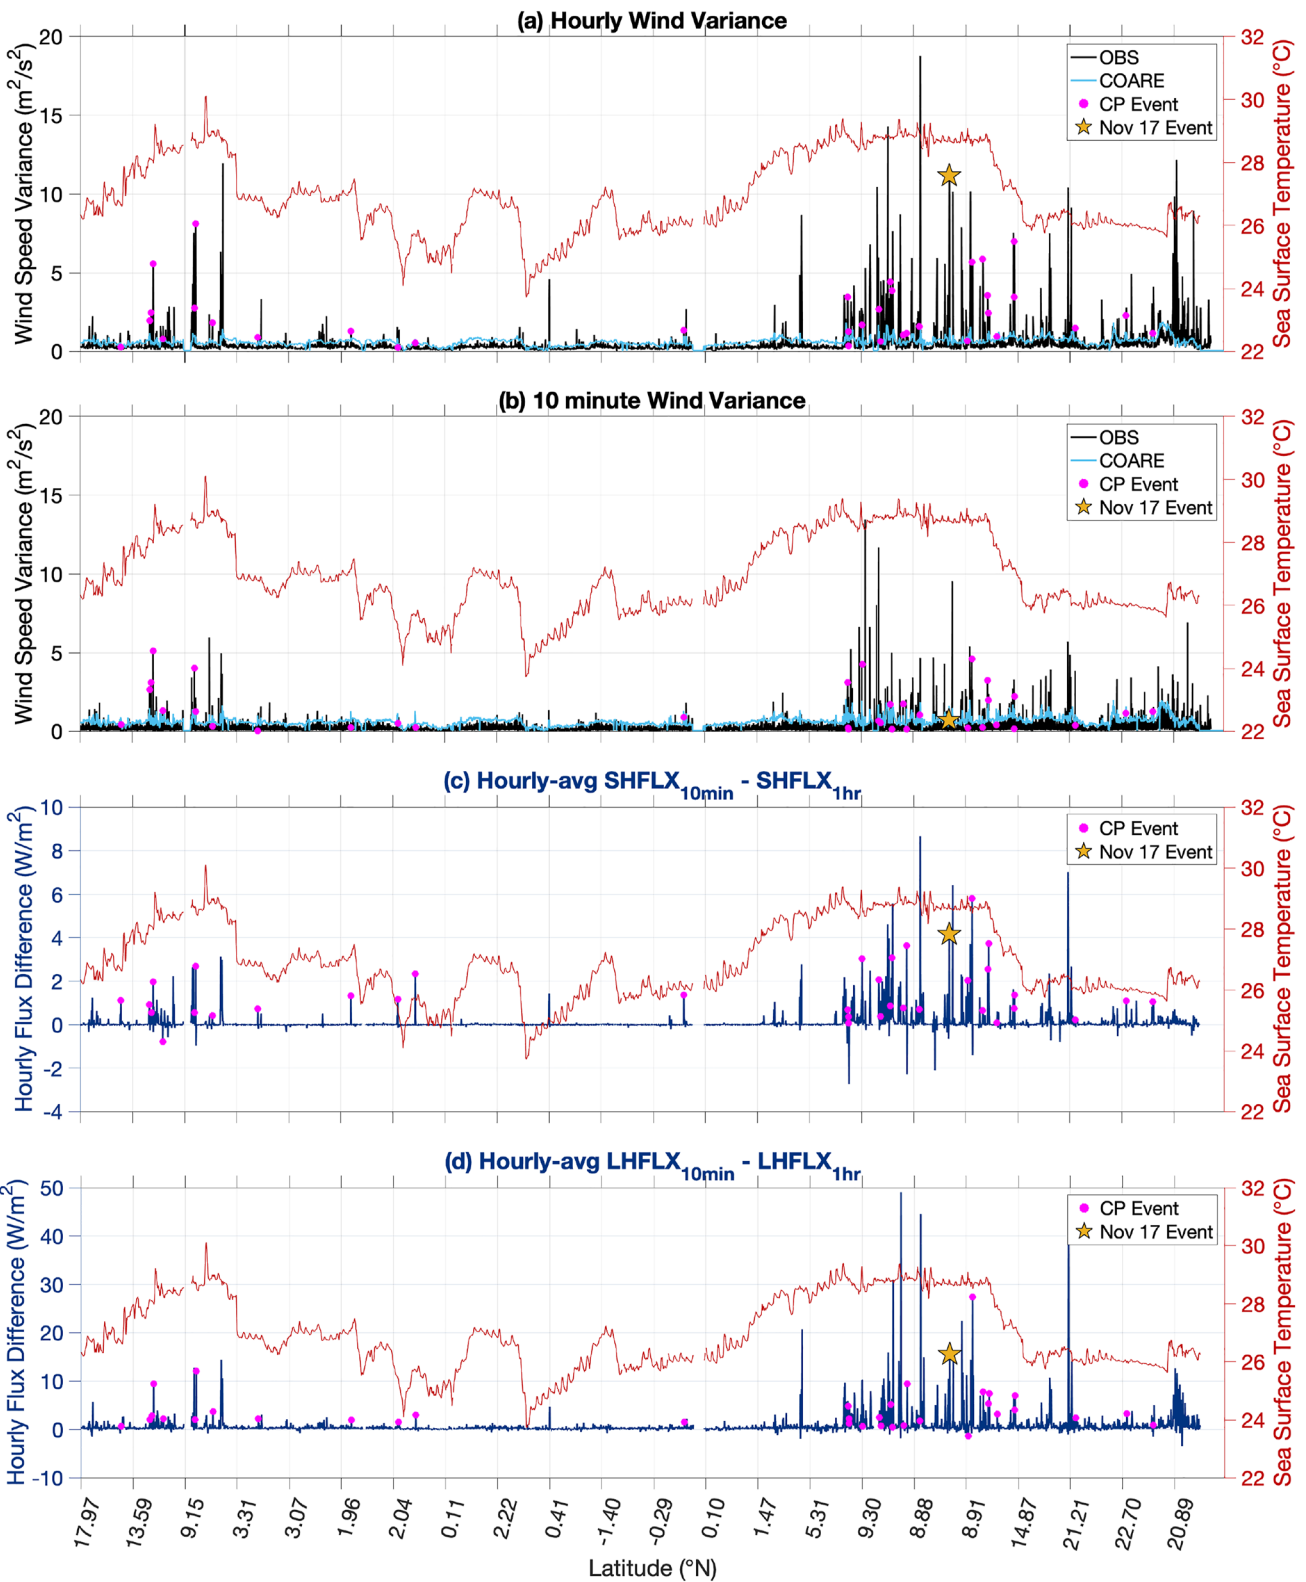 (a) Hourly Wind Variance
Wind Speed Variance (m²/s²)
20
15
10
5
0
OBS
COARE
CP Event
Nov 17 Event
32
30
28
26
24
22
Sea Surface Temperature (°C)
(b) 10 minute Wind Variance
Wind Speed Variance (m²/s²)
20
15
10
5
0
OBS
COARE
CP Event
Nov 17 Event
32
30
28
26
24
22
Sea Surface Temperature (°C)
(c) Hourly-avg SHFLX10min - SHFLX1hr
Hourly Flux Difference (W/m²)
10
8
6
4
2
0
-2
-4
CP Event
Nov 17 Event
32
30
28
26
24
22
Sea Surface Temperature (°C)
(d) Hourly-avg LHFLX10min - LHFLX1hr
Hourly Flux Difference (W/m²)
50
40
30
20
10
0
-10
CP Event
Nov 17 Event
32
30
28
26
24
22
Sea Surface Temperature (°C)
17.97 13.59 9.15 3.31 3.07 1.96 2.04 0.11 2.22 0.41 -1.40 -0.29 0.10 1.47 5.31 9.30 8.98 8.91 14.87 21.21 22.70 20.89
Latitude (°N)